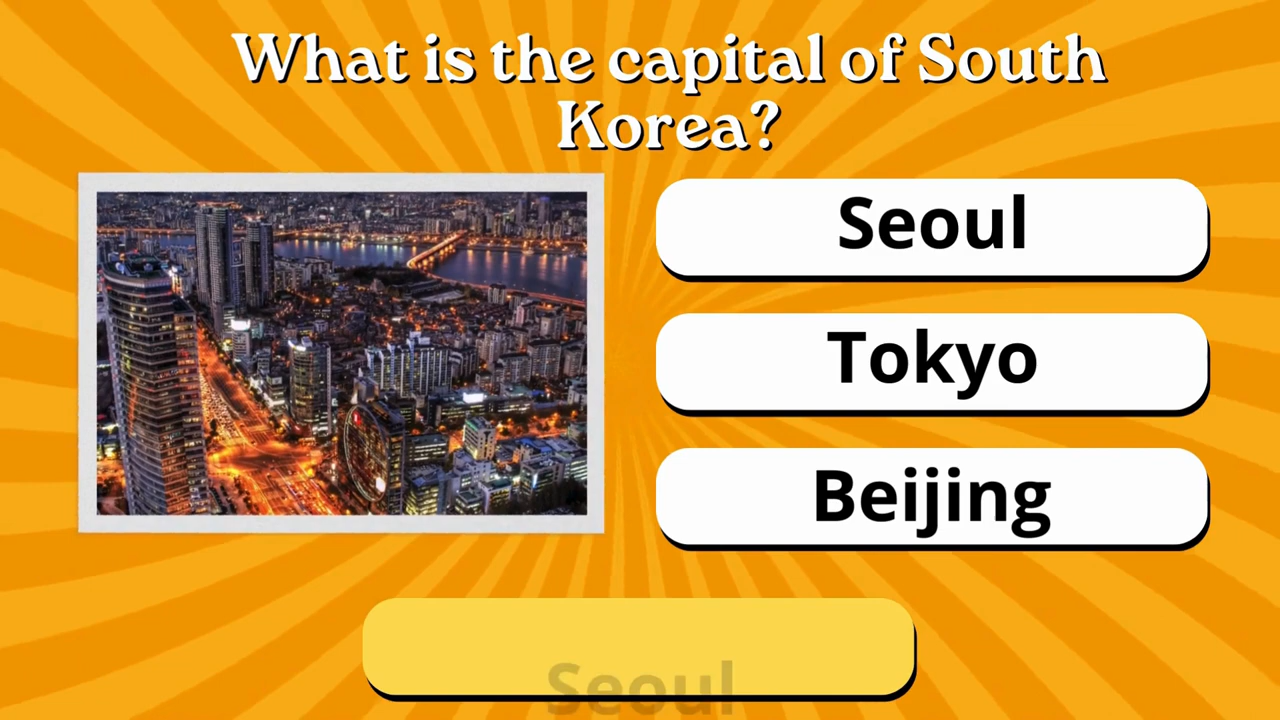 What is the capital of South
Korea?
Seoul
Tokyo
Beijing
Seoul